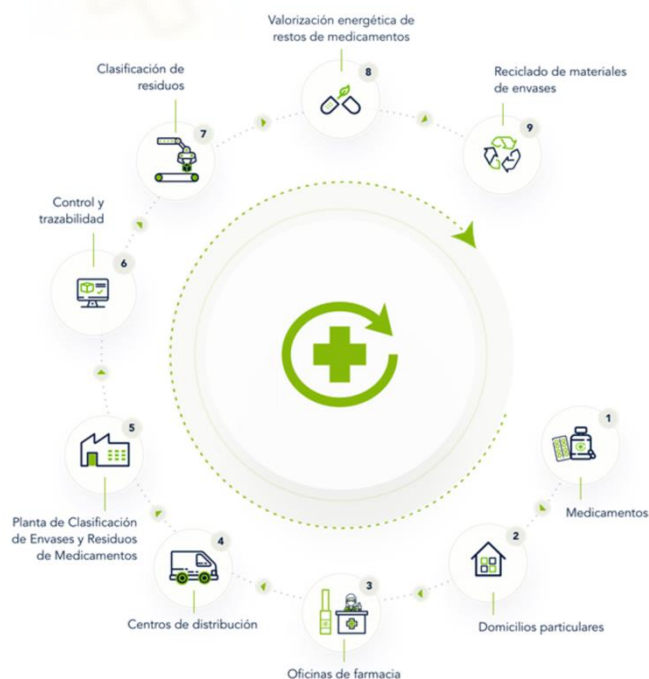 Valorización energética de
restos de medicamentos
8
Clasificación de
residuos
7
Reciclado de materiales
de envases
9
Control y
trazabilidad
6
5
Planta de Clasificación
de Envases y Residuos
de Medicamentos
1
Medicamentos
4
Centros de distribución
2
Domicilios particulares
3
Oficinas de farmacia